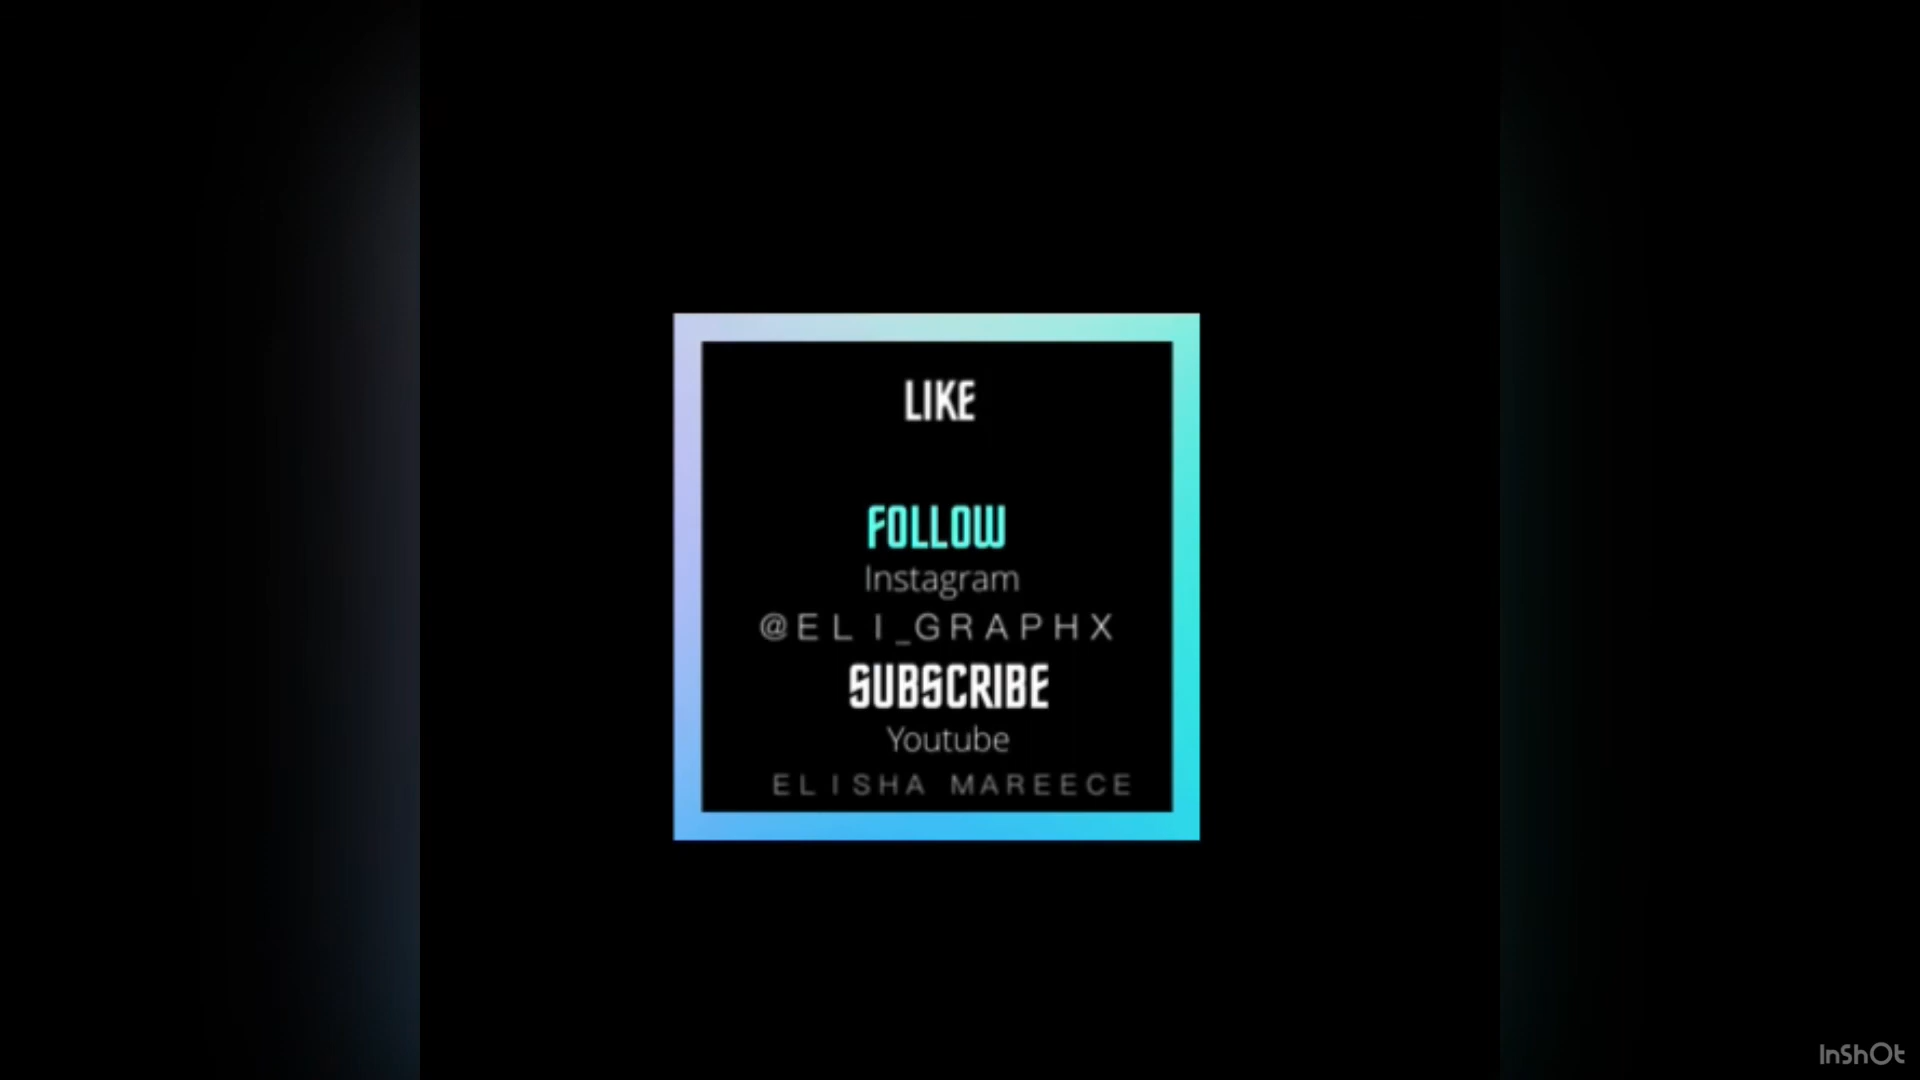 LIKE
FOLLOW
Instagram
@ELI_GRAPHX
SUBSCRIBE
Youtube
ELISHA MAREECE
InShOt